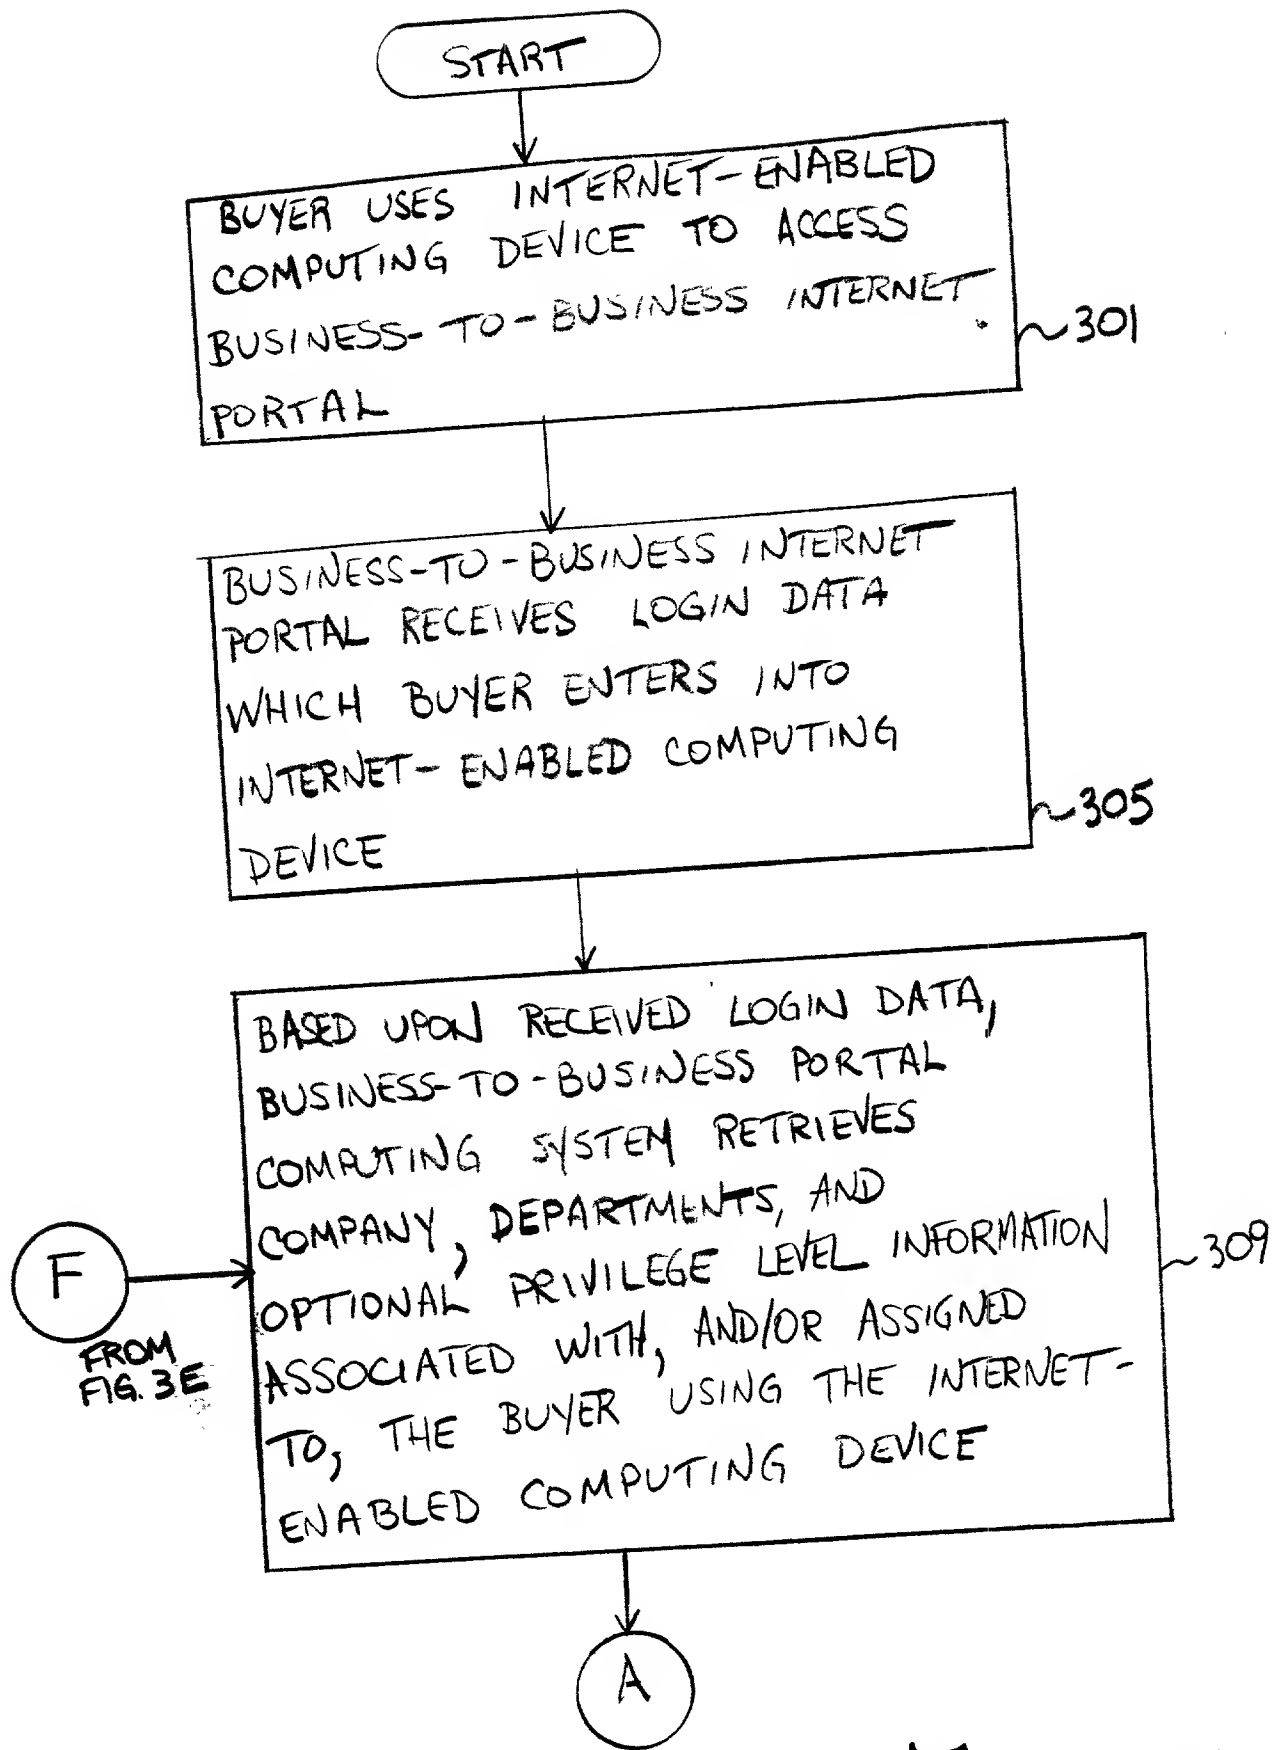 START
BUYER USES INTERNET-ENABLED
COMPUTING DEVICE TO ACCESS
BUSINESS-TO-BUSINESS INTERNET
PORTAL
~301
BUSINESS-TO-BUSINESS INTERNET
PORTAL RECEIVES LOGIN DATA
WHICH BUYER ENTERS INTO
INTERNET-ENABLED COMPUTING
DEVICE
~305
BASED UPON RECEIVED LOGIN DATA,
BUSINESS-TO-BUSINESS PORTAL
COMPUTING SYSTEM RETRIEVES
COMPANY, DEPARTMENTS, AND
OPTIONAL PRIVILEGE LEVEL INFORMATION
ASSOCIATED WITH, AND/OR ASSIGNED
TO, THE BUYER USING THE INTERNET-
ENABLED COMPUTING DEVICE
~309
F
FROM
FIG. 3E
A